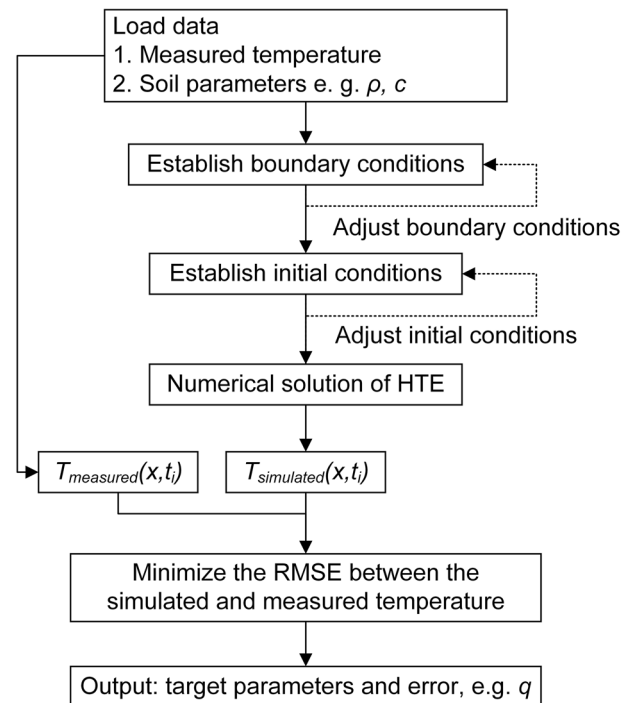 Load data
1. Measured temperature
2. Soil parameters e. g. ρ, c
Establish boundary conditions
Adjust boundary conditions
Establish initial conditions
Adjust initial conditions
Numerical solution of HTE
Tmeasured(x,ti)
Tsimulated(x,ti)
Minimize the RMSE between the
simulated and measured temperature
Output: target parameters and error, e.g. q